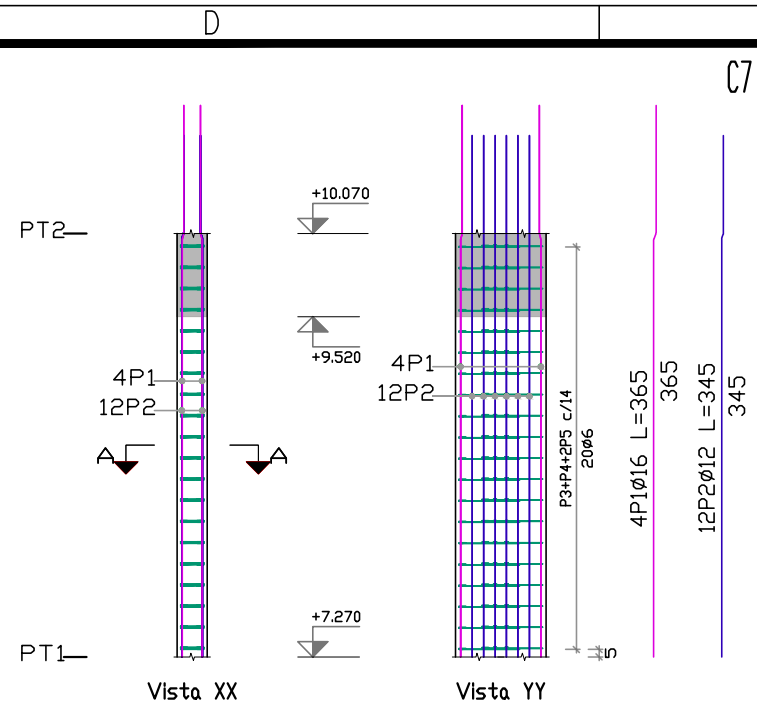 D
C7
+10.070
PT2
+9.520
4P1
12P2
4P1
12P2
A
A
P3+P4+2P5 c/14
20ø6
4P1ø16 L=365
365
12P2ø12 L=345
345
+7.270
PT1
5
Vista XX
Vista YY